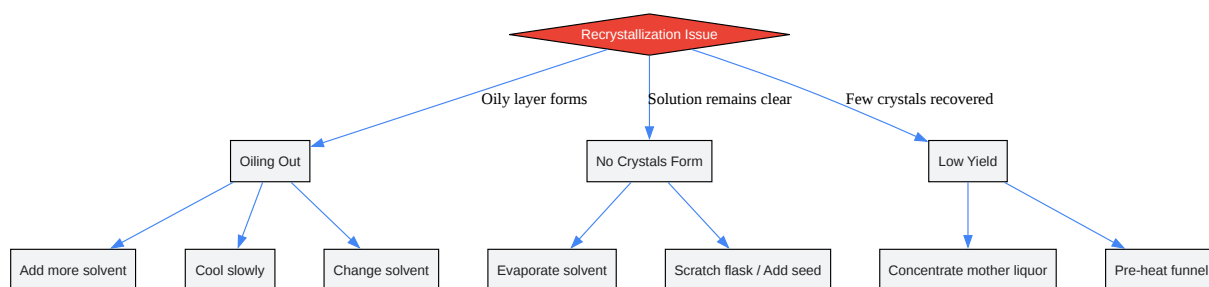 Recrystallization Issue
Oily layer forms
Solution remains clear
Few crystals recovered
Oiling Out
No Crystals Form
Low Yield
Add more solvent
Cool slowly
Change solvent
Evaporate solvent
Scratch flask / Add seed
Concentrate mother liquor
Pre-heat funnel